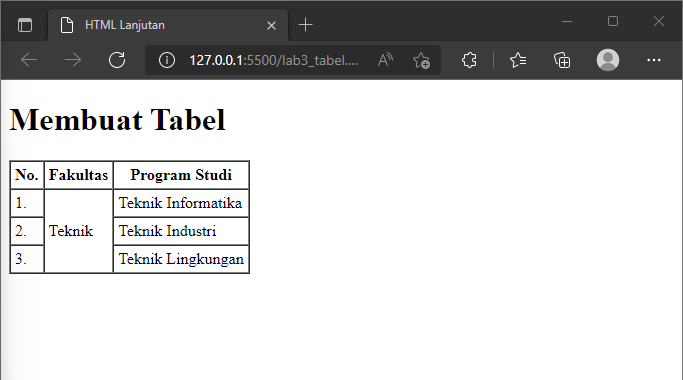 HTML Lanjutan
127.0.0.1:5500/lab3_tabel....
Membuat Tabel
No. Fakultas Program Studi
1. Teknik Informatika
2. Teknik Teknik Industri
3. Teknik Lingkungan